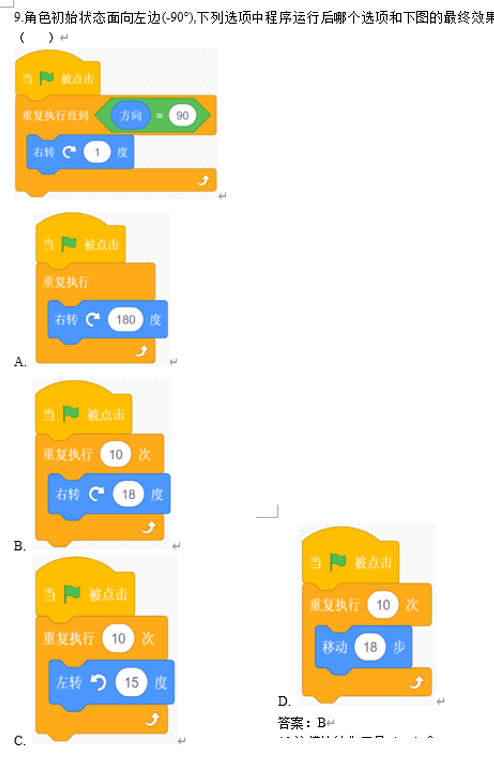 9.角色初始状态面向左边(-90°),下列选项中程序运行后哪个选项和下图的最终效果
（ ）
当 被点击
重复执行直到 方向 = 90
右转 1 度
当 被点击
重复执行
右转 180 度
A.
当 被点击
重复执行 10 次
右转 18 度
B.
当 被点击
重复执行 10 次
左转 15 度
C.
当 被点击
重复执行 10 次
移动 18 步
D.
答案：B